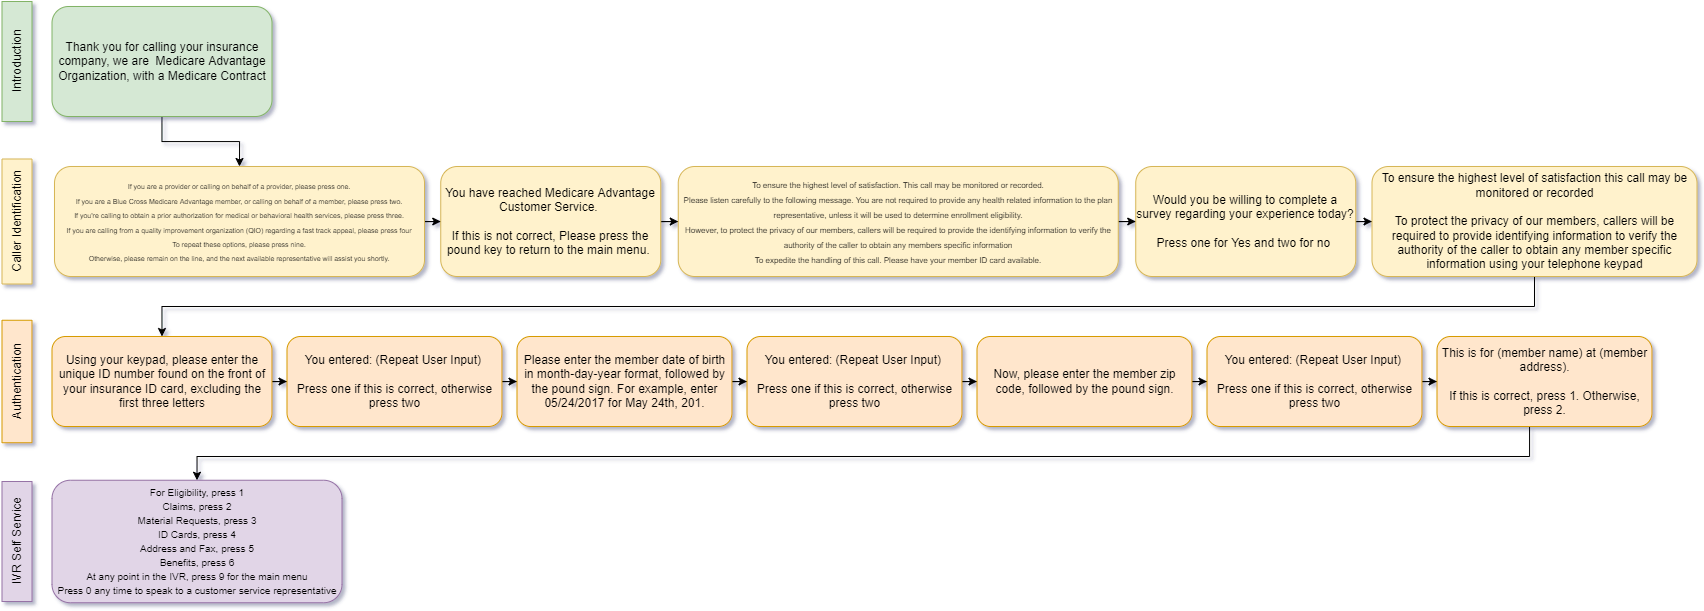 Introduction
Thank you for calling your insurance
company, we are  Medicare Advantage
Organization, with a Medicare Contract
Caller Identification
If you are a provider or calling on behalf of a provider, please press one.
If you are a Blue Cross Medicare Advantage member, or calling on behalf of a member, please press two.
If you're calling to obtain a prior authorization for medical or behavioral health services, please press three.
If you are calling from a quality improvement organization (QIO) regarding a fast track appeal, please press four
To repeat these options, please press nine.
Otherwise, please remain on the line, and the next available representative will assist you shortly.
You have reached Medicare Advantage
Customer Service.
If this is not correct, Please press the
pound key to return to the main menu.
To ensure the highest level of satisfaction. This call may be monitored or recorded.
Please listen carefully to the following message. You are not required to provide any health related information to the plan
representative, unless it will be used to determine enrollment eligibility.
However, to protect the privacy of our members, callers will be required to provide the identifying information to verify the
authority of the caller to obtain any members specific information
To expedite the handling of this call. Please have your member ID card available.
Would you be willing to complete a
survey regarding your experience today?
Press one for Yes and two for no
To ensure the highest level of satisfaction this call may be
monitored or recorded
To protect the privacy of our members, callers will be
required to provide identifying information to verify the
authority of the caller to obtain any member specific
information using your telephone keypad
Authentication
Using your keypad, please enter the
unique ID number found on the front of
your insurance ID card, excluding the
first three letters
You entered: (Repeat User Input)
Press one if this is correct, otherwise
press two
Please enter the member date of birth
in month-day-year format, followed by
the pound sign. For example, enter
05/24/2017 for May 24th, 201.
You entered: (Repeat User Input)
Press one if this is correct, otherwise
press two
Now, please enter the member zip
code, followed by the pound sign.
You entered: (Repeat User Input)
Press one if this is correct, otherwise
press two
This is for (member name) at (member
address).
If this is correct, press 1. Otherwise,
press 2.
IVR Self Service
For Eligibility, press 1
Claims, press 2
Material Requests, press 3
ID Cards, press 4
Address and Fax, press 5
Benefits, press 6
At any point in the IVR, press 9 for the main menu
Press 0 any time to speak to a customer service representative